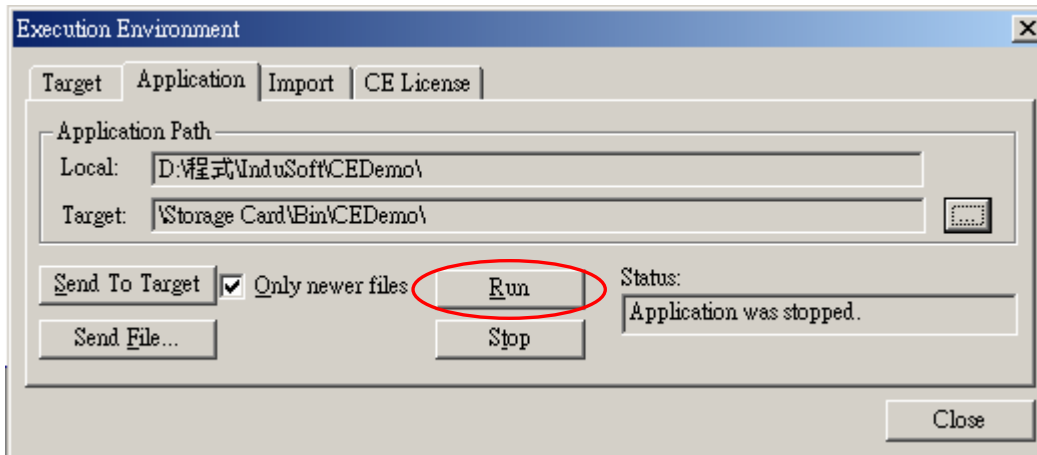 Execution Environment
Target Application Import CE License
Application Path
Local: D:\程式\InduSoft\CEDemo\
Target: \Storage Card\Bin\CEDemo\ ...
Send To Target Only newer files Run Status:
Application was stopped.
Send File... Stop
Close